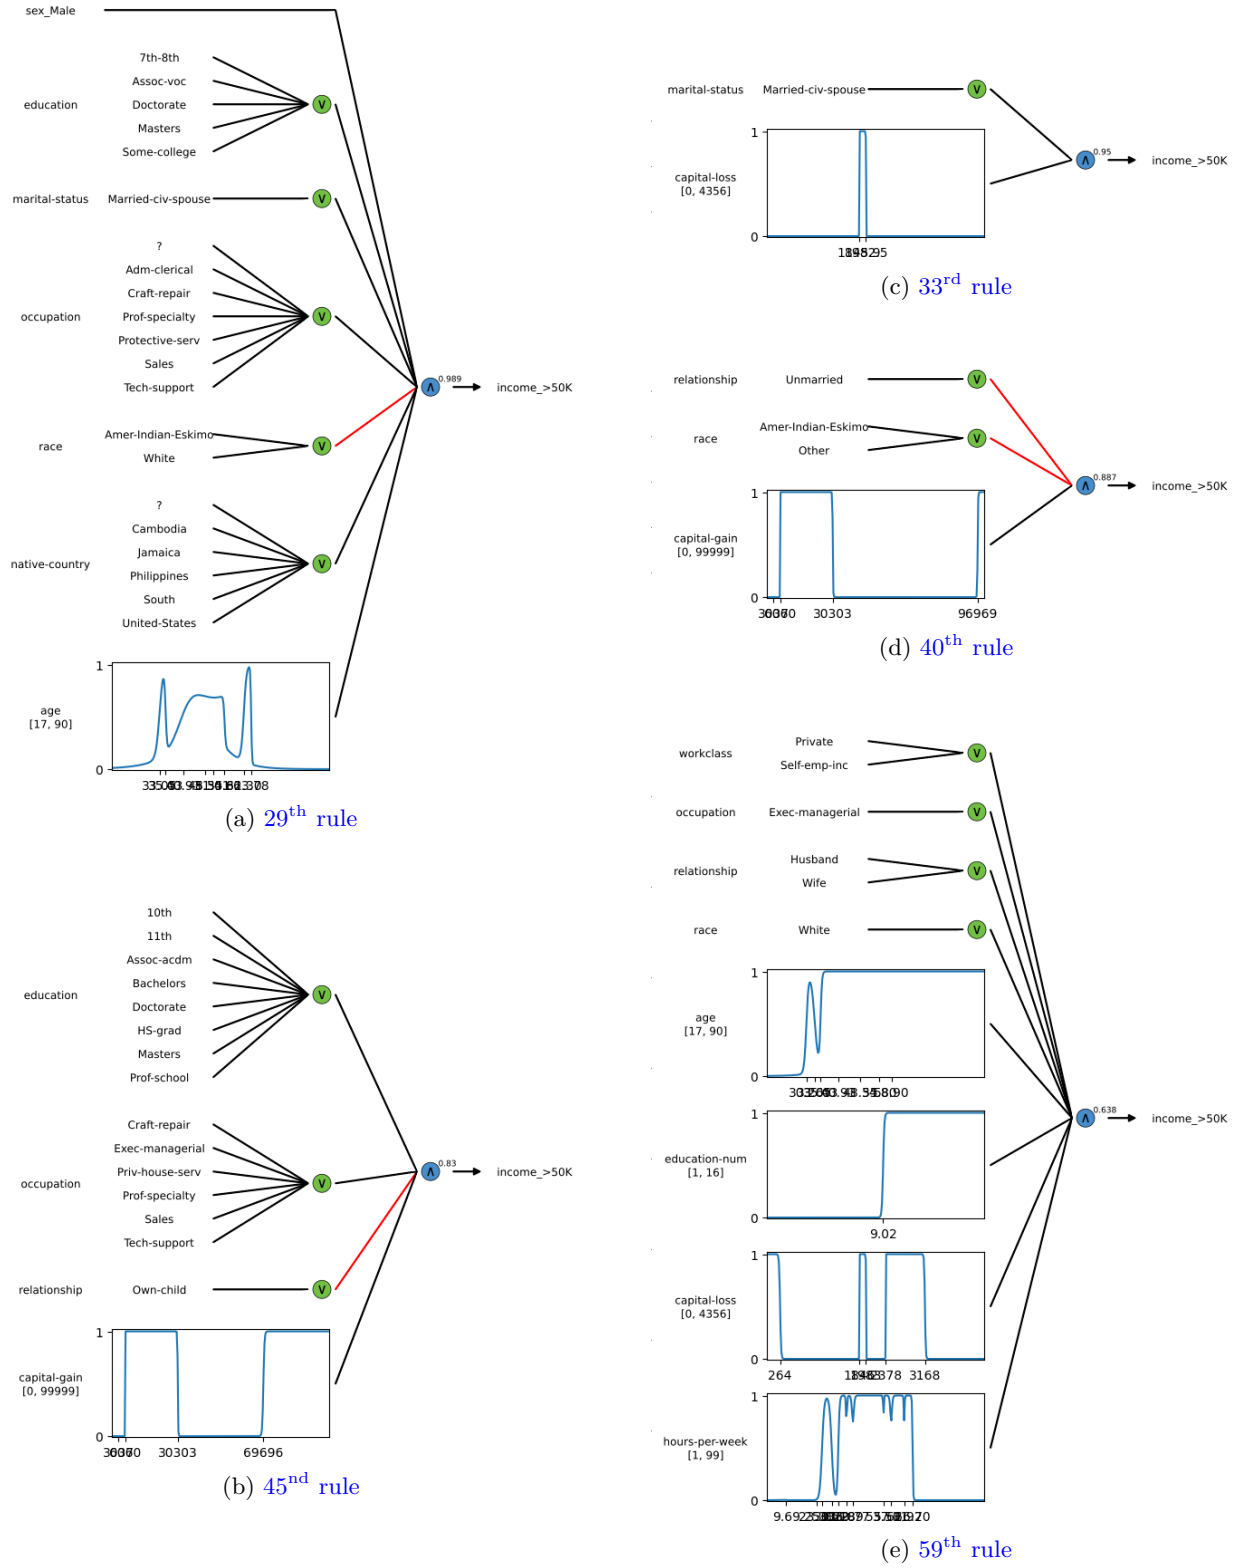 sex_Male
education
7th-8th
Assoc-voc
Doctorate
Masters
Some-college
marital-status Married-civ-spouse
occupation
?
Adm-clerical
Craft-repair
Prof-specialty
Protective-serv
Sales
Tech-support
race
Amer-Indian-Eskimo
White
native-country
?
Cambodia
Jamaica
Philippines
South
United-States
∨
∨
∨
∨
∨
∧ 0.989
income_>50K
age
[17, 90]
1
0
(a) 29th rule
education
10th
11th
Assoc-acdm
Bachelors
Doctorate
HS-grad
Masters
Prof-school
occupation
Craft-repair
Exec-managerial
Priv-house-serv
Prof-specialty
Sales
Tech-support
relationship Own-child
∨
∨
∨
∧ 0.83
income_>50K
capital-gain
[0, 99999]
1
0
30303 69696
(b) 45nd rule
marital-status Married-civ-spouse
∨
∧ 0.95
income_>50K
capital-loss
[0, 4356]
1
0
(c) 33rd rule
relationship Unmarried
race
Amer-Indian-Eskimo
Other
∨
∨
∧ 0.887
income_>50K
capital-gain
[0, 99999]
1
0
30303 96969
(d) 40th rule
workclass
Private
Self-emp-inc
occupation Exec-managerial
relationship
Husband
Wife
race White
∨
∨
∨
∨
∧ 0.638
income_>50K
age
[17, 90]
1
0
education-num
[1, 16]
1
0
9.02
capital-loss
[0, 4356]
1
0
264 3168
hours-per-week
[1, 99]
1
0
9.69
(e) 59th rule